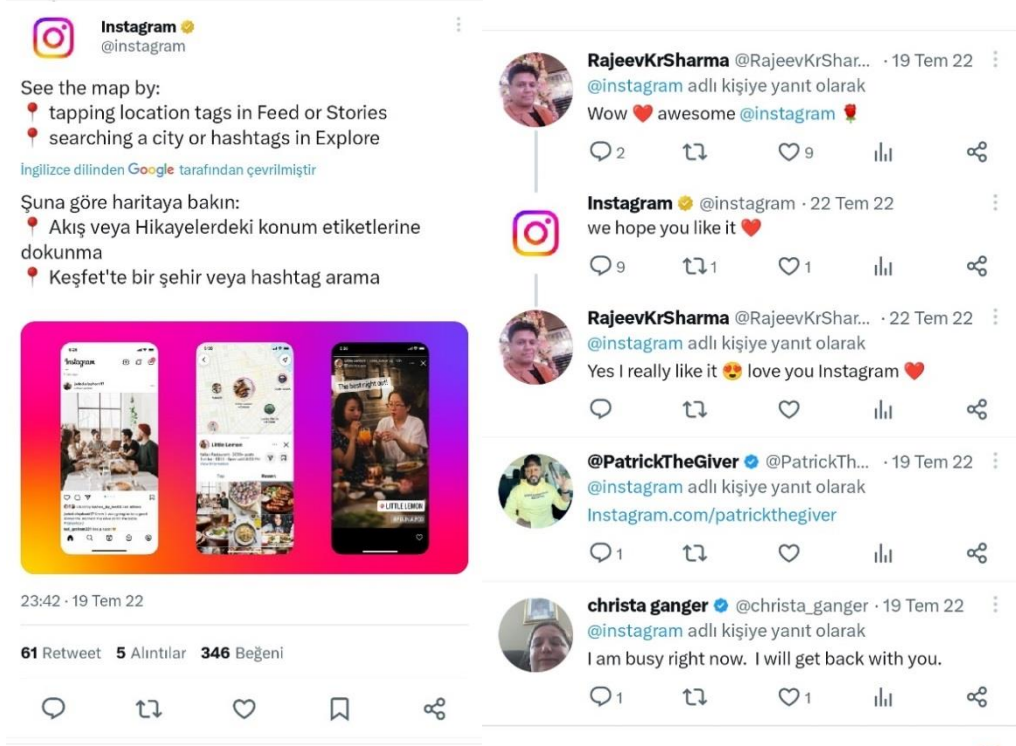 Instagram
@instagram
See the map by:
📍 tapping location tags in Feed or Stories
📍 searching a city or hashtags in Explore
İngilizce dilinden Google tarafından çevrilmiştir
Şuna göre haritaya bakın:
📍 Akış veya Hikayelerdeki konum etiketlerine
dokunma
📍 Keşfet'te bir şehir veya hashtag arama
Instagram
Little Lemon
The best night out!
LITTLE LEMON
23:42 · 19 Tem 22
61 Retweet 5 Alıntılar 346 Beğeni
RajeevKrSharma @RajeevKrShar... · 19 Tem 22
@instagram adlı kişiye yanıt olarak
Wow ❤️ awesome @instagram 🌹
2 9
Instagram @instagram · 22 Tem 22
we hope you like it ❤️
9 1 1
RajeevKrSharma @RajeevKrShar... · 22 Tem 22
@instagram adlı kişiye yanıt olarak
Yes I really like it 😍 love you Instagram ❤️
@PatrickTheGiver @PatrickTh... · 19 Tem 22
@instagram adlı kişiye yanıt olarak
Instagram.com/patrickthegiver
1
christa ganger @christa_ganger · 19 Tem 22
@instagram adlı kişiye yanıt olarak
I am busy right now. I will get back with you.
1 1